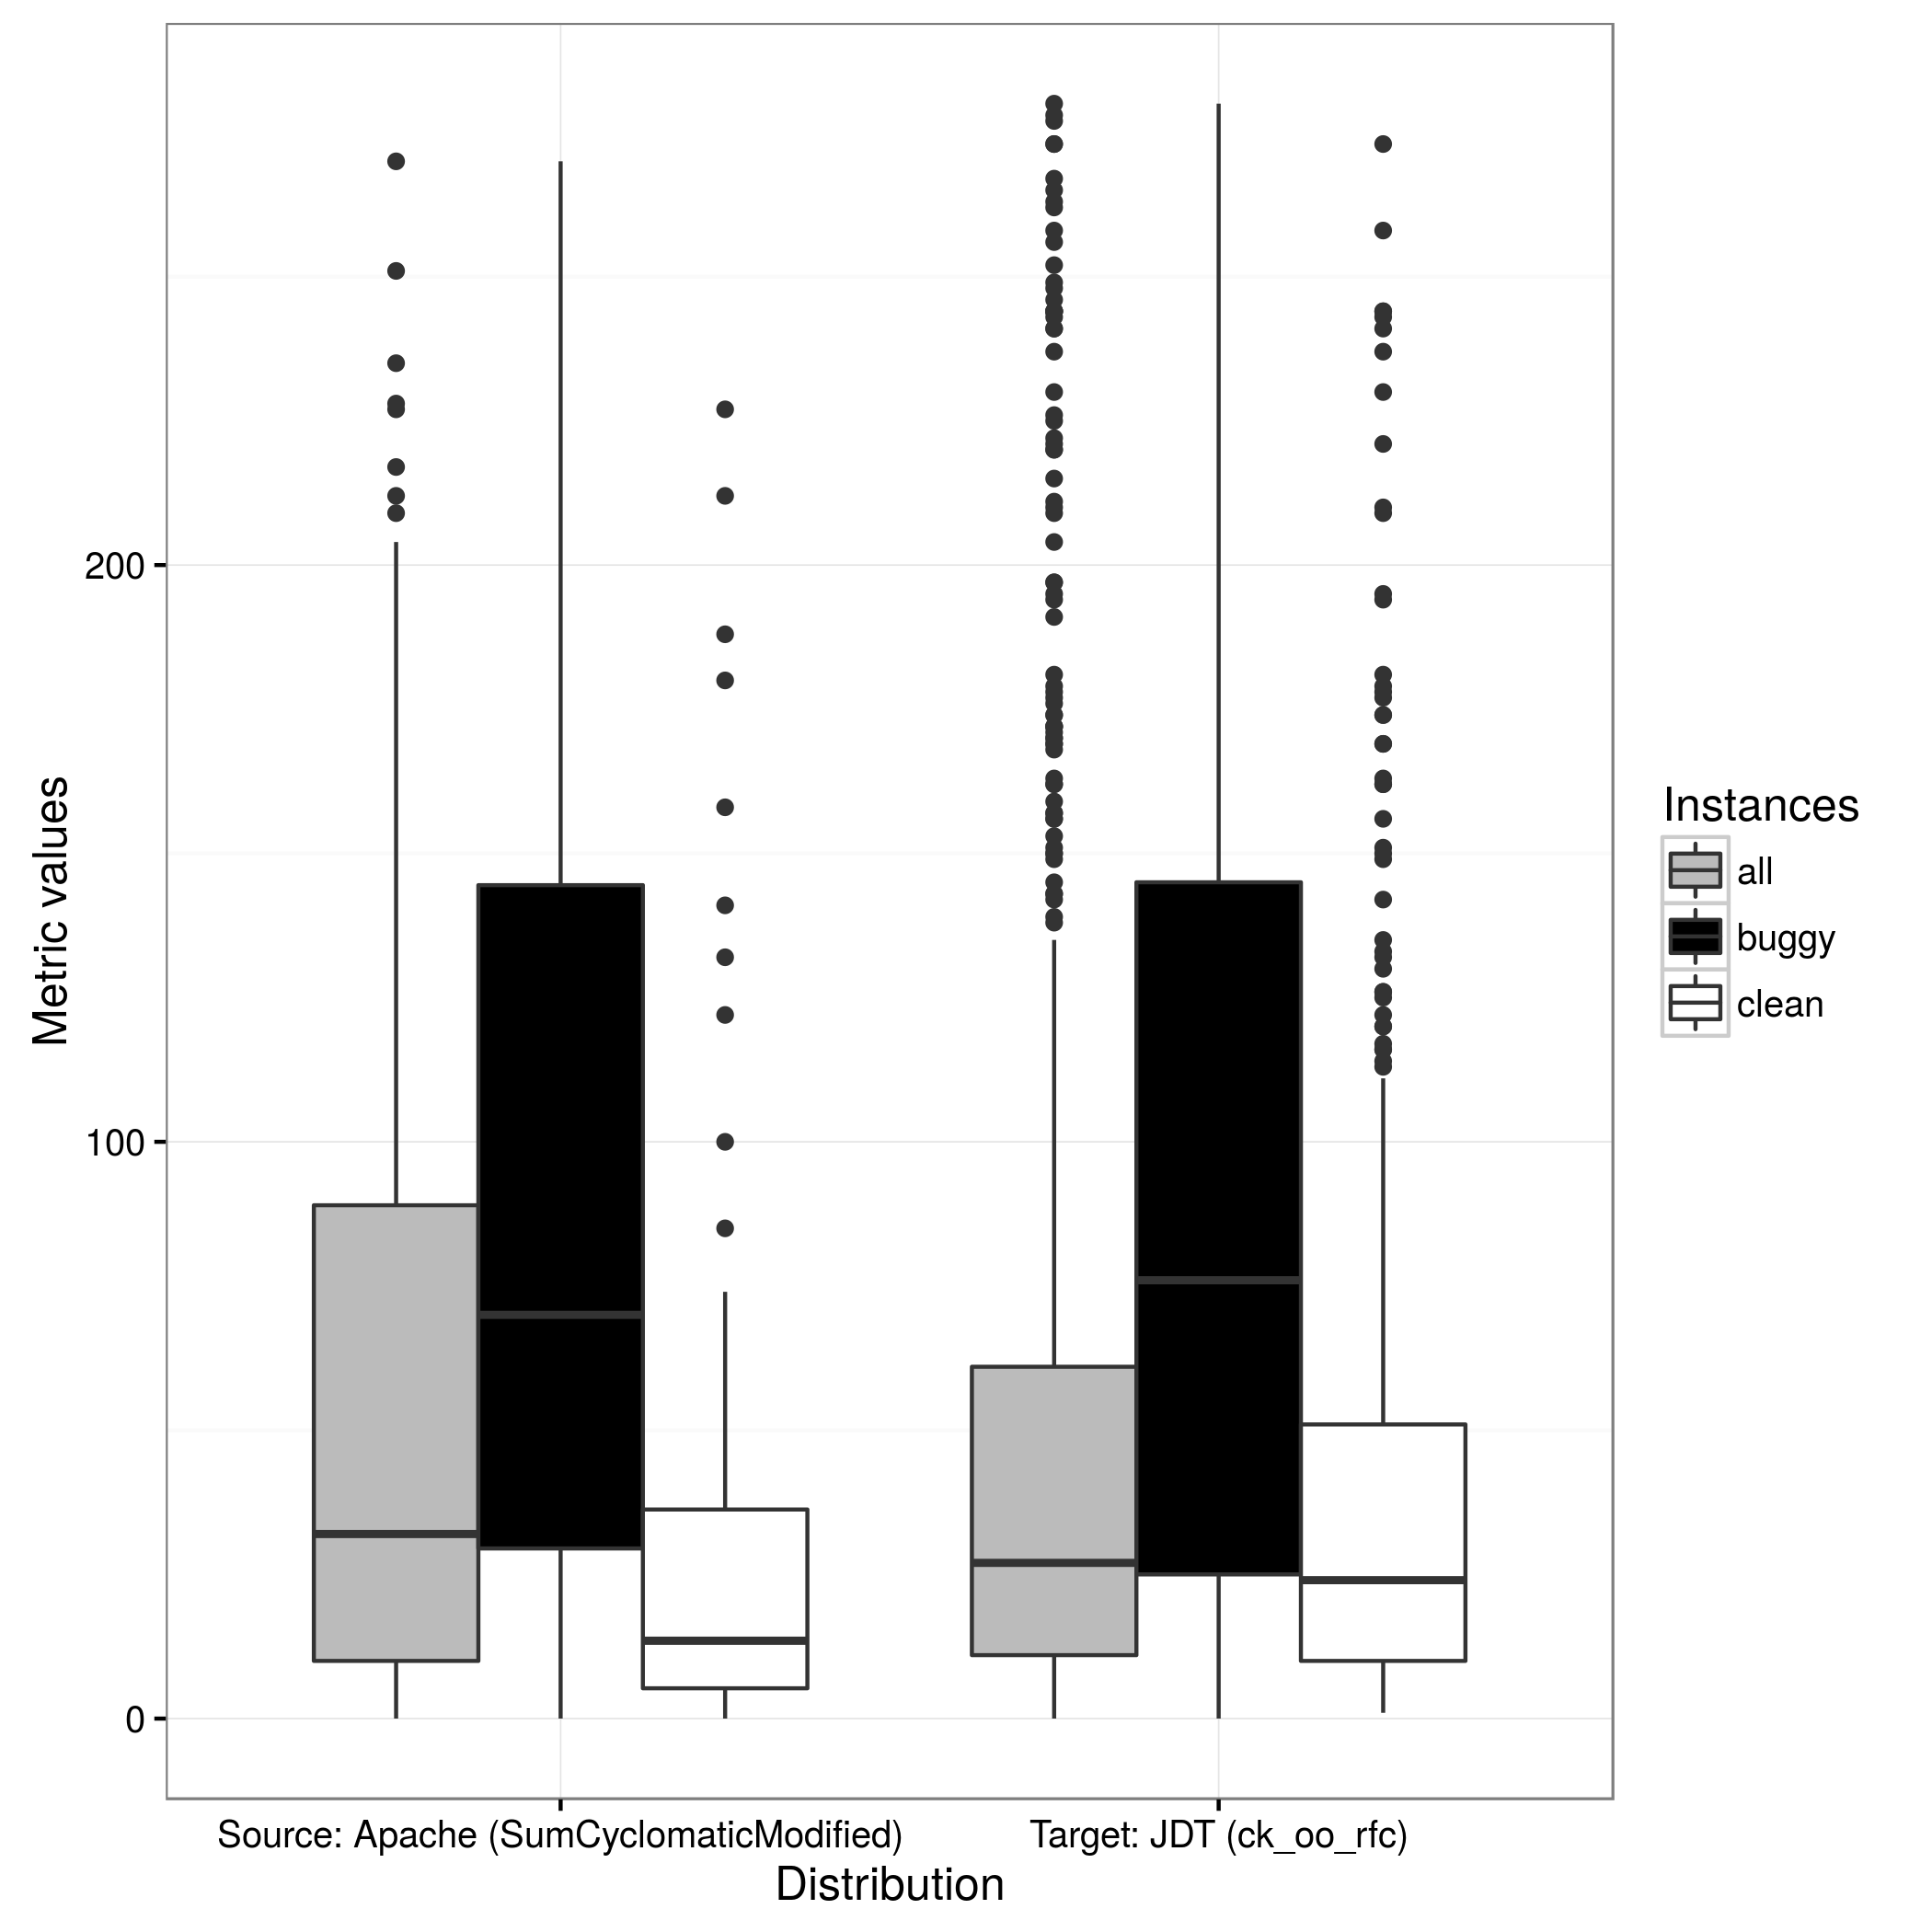 Metric values
200
100
0
Source: Apache (SumCyclomaticModified)
Target: JDT (ck_oo_rfc)
Distribution
Instances
all
buggy
clean